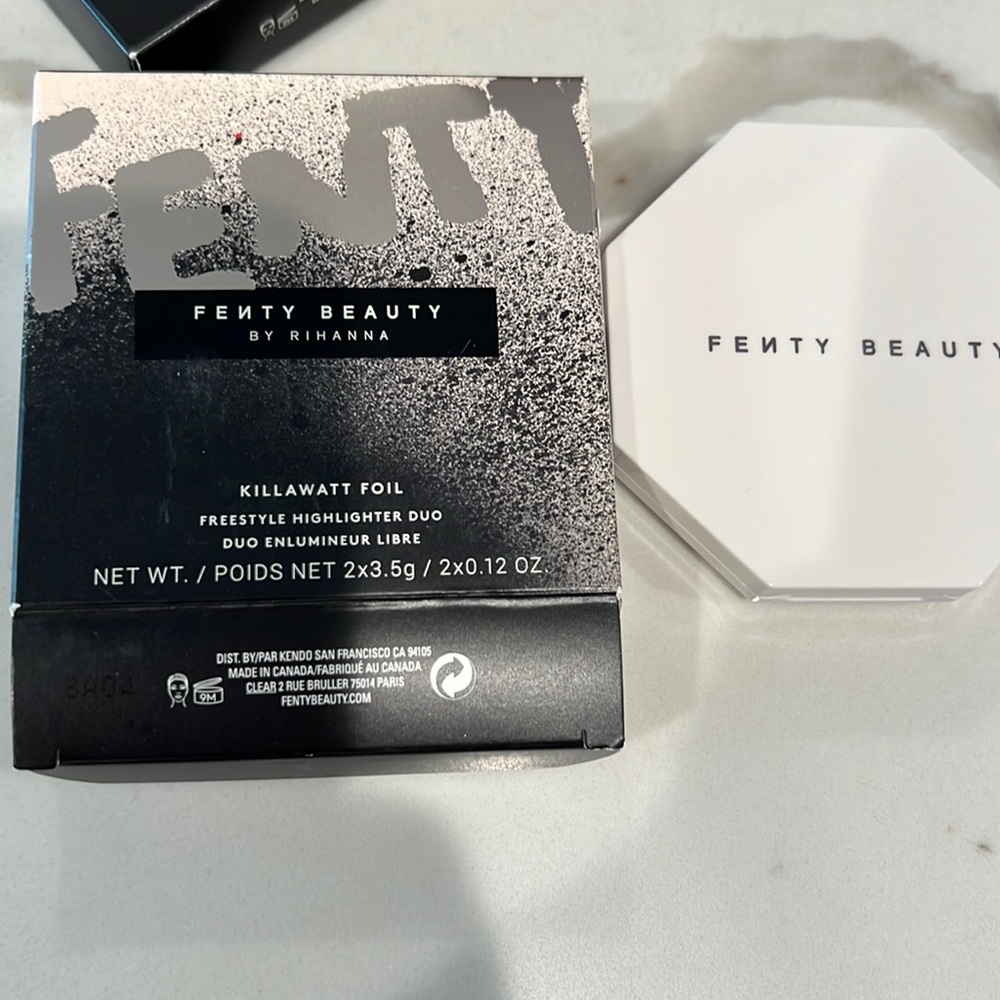 FENTY
FEИTY BEAUTY
BY RIHANNA
KILLAWATT FOIL
FREESTYLE HIGHLIGHTER DUO
DUO ENLUMINEUR LIBRE
NET WT. / POIDS NET 2x3.5g / 2x0.12 OZ.
DIST. BY/PAR KENDO SAN FRANCISCO CA 94105
MADE IN CANADA/FABRIQUÉ AU CANADA
CLEAR 2 RUE BRULLER 75014 PARIS
FENTYBEAUTY.COM
9M
FEИTY BEAUTY